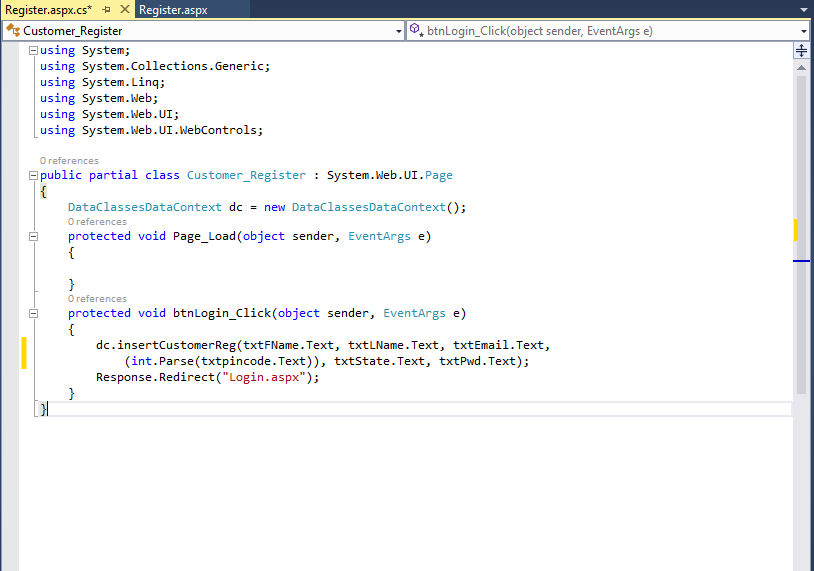 Register.aspx.cs* Register.aspx
Customer_Register btnLogin_Click(object sender, EventArgs e)
using System;
using System.Collections.Generic;
using System.Linq;
using System.Web;
using System.Web.UI;
using System.Web.UI.WebControls;
0 references
public partial class Customer_Register : System.Web.UI.Page
{
DataClassesDataContext dc = new DataClassesDataContext();
0 references
protected void Page_Load(object sender, EventArgs e)
{
}
0 references
protected void btnLogin_Click(object sender, EventArgs e)
{
dc.insertCustomerReg(txtFName.Text, txtLName.Text, txtEmail.Text,
(int.Parse(txtpincode.Text)), txtState.Text, txtPwd.Text);
Response.Redirect("Login.aspx");
}
}